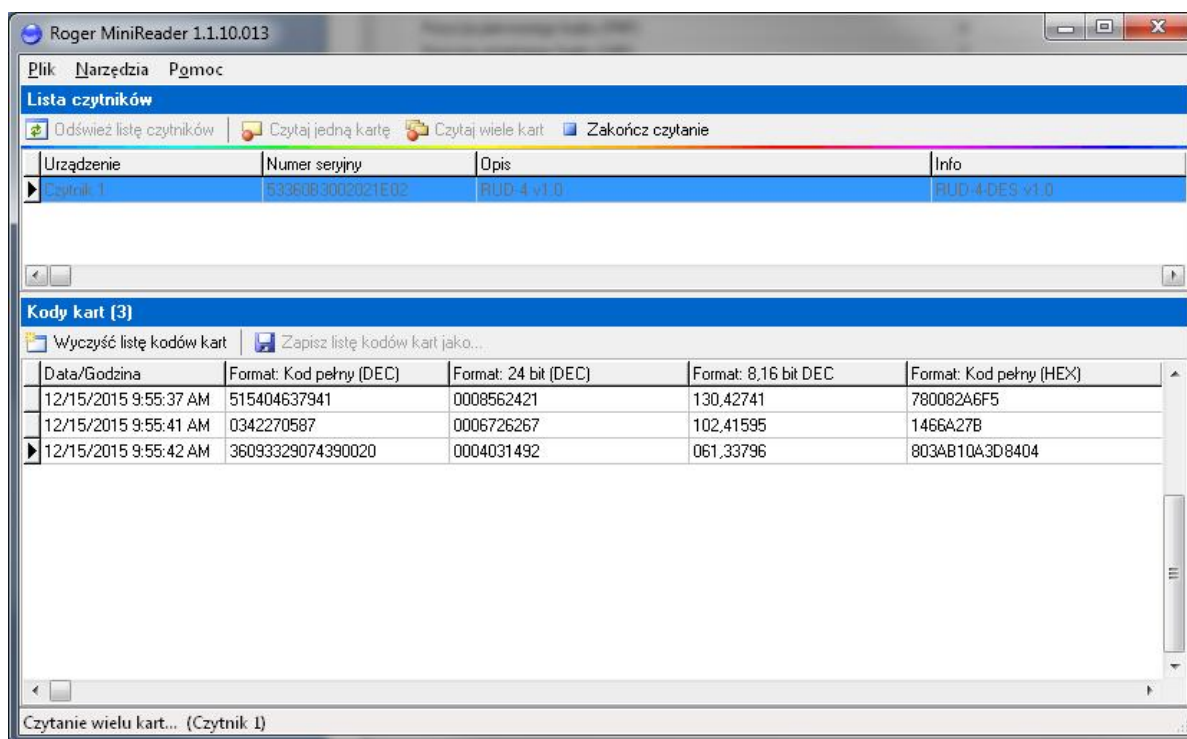 Roger MiniReader 1.1.10.013
Plik Narzędzia Pomoc
Lista czytników
Odśwież listę czytników Czytaj jedną kartę Czytaj wiele kart Zakończ czytanie
Urządzenie Numer seryjny Opis Info
Czytnik 1 53360B3002021E02 RUD-4 v1.0 RUD-4-DES v1.0
Kody kart (3)
Wyczyść listę kodów kart Zapisz listę kodów kart jako...
Data/Godzina Format: Kod pełny (DEC) Format: 24 bit (DEC) Format: 8,16 bit DEC Format: Kod pełny (HEX)
12/15/2015 9:55:37 AM 515404637941 0008562421 130,42741 780082A6F5
12/15/2015 9:55:41 AM 0342270587 0006726267 102,41595 1466A27B
12/15/2015 9:55:42 AM 36093329074390020 0004031492 061,33796 803AB10A3D8404
Czytanie wielu kart... (Czytnik 1)